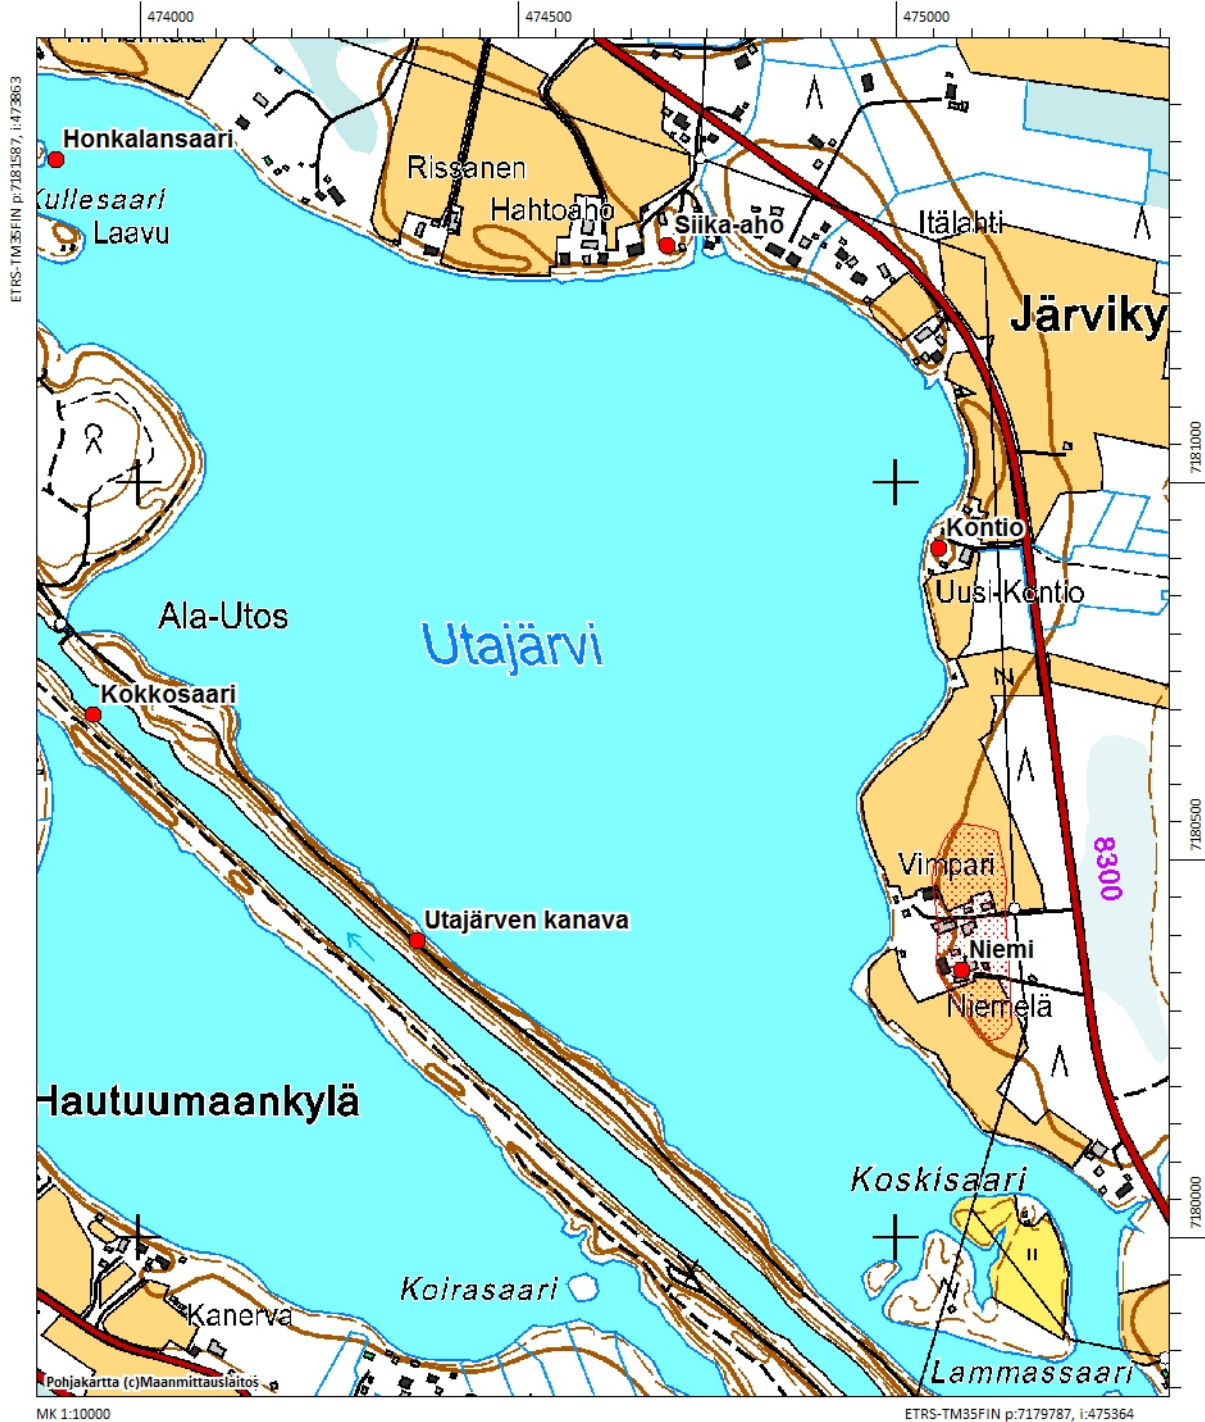 474000
474500
475000
ETRS-TM35FIN p:7181587, i:473863
Honkalansaari
Kullesaari
Laavu
Rissanen
Hahtoaho
Siika-aho
Itälahti
Järviky
7181000
Kontio
Uusi-Kontio
Ala-Utos
Utajärvi
Kokkosaari
7180500
8300
Vimpari
Utajärven kanava
Niemi
Niemelä
Hautuumaankylä
Koskisaari
7180000
Koirasaari
Kanerva
Lammassaari
Pohjakartta (c)Maanmittauslaitos
MK 1:10000
ETRS-TM35FIN p:7179787, i:475364